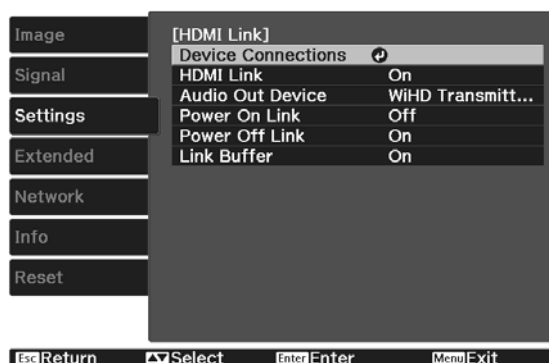 Image
Signal
Settings
Extended
Network
Info
Reset
[HDMI Link]
Device Connections
HDMI Link On
Audio Out Device WiHD Transmitt...
Power On Link Off
Power Off Link On
Link Buffer On
Esc Return Select Enter Enter Menu Exit